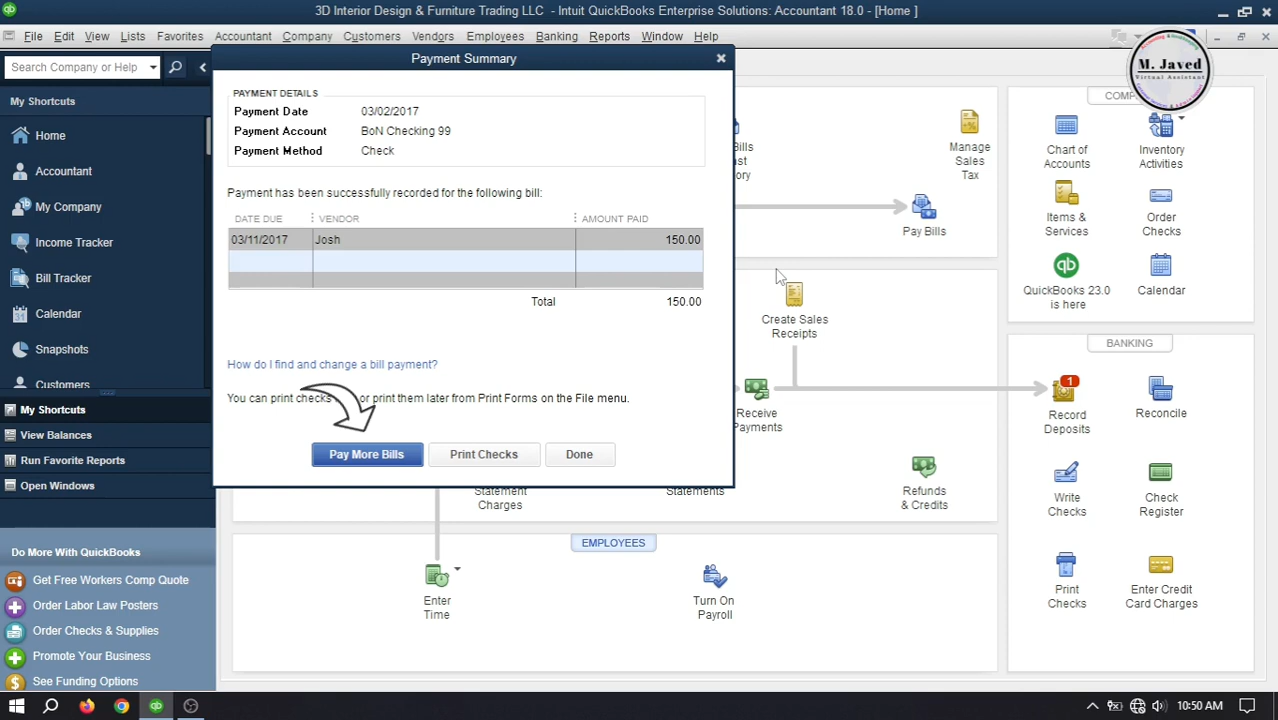 3D Interior Design & Furniture Trading LLC - Intuit QuickBooks Enterprise Solutions: Accountant 18.0 - [Home ]
File Edit View Lists Favorites Accountant Company Customers Vendors Employees Banking Reports Window Help
Search Company or Help
My Shortcuts
Home
Accountant
My Company
Income Tracker
Bill Tracker
Calendar
Snapshots
Customers
My Shortcuts
View Balances
Run Favorite Reports
Open Windows
Do More With QuickBooks
Get Free Workers Comp Quote
Order Labor Law Posters
Order Checks & Supplies
Promote Your Business
See Funding Options
Payment Summary
PAYMENT DETAILS
Payment Date 03/02/2017
Payment Account BoN Checking 99
Payment Method Check
Payment has been successfully recorded for the following bill:
DATE DUE VENDOR AMOUNT PAID
03/11/2017 Josh 150.00
Total 150.00
How do I find and change a bill payment?
You can print checks or print them later from Print Forms on the File menu.
Pay More Bills Print Checks Done
Bills
Manage
Sales
Tax
Pay Bills
Create Sales
Receipts
Receive
Payments
Statement
Charges
Statements
Refunds
& Credits
EMPLOYEES
Enter
Time
Turn On
Payroll
M. Javed
Virtual Assistant
Chart of
Accounts
Inventory
Activities
Items &
Services
Order
Checks
qb
QuickBooks 23.0
is here
Calendar
BANKING
1
Record
Deposits
Reconcile
Write
Checks
Check
Register
Print
Checks
Enter Credit
Card Charges
10:50 AM